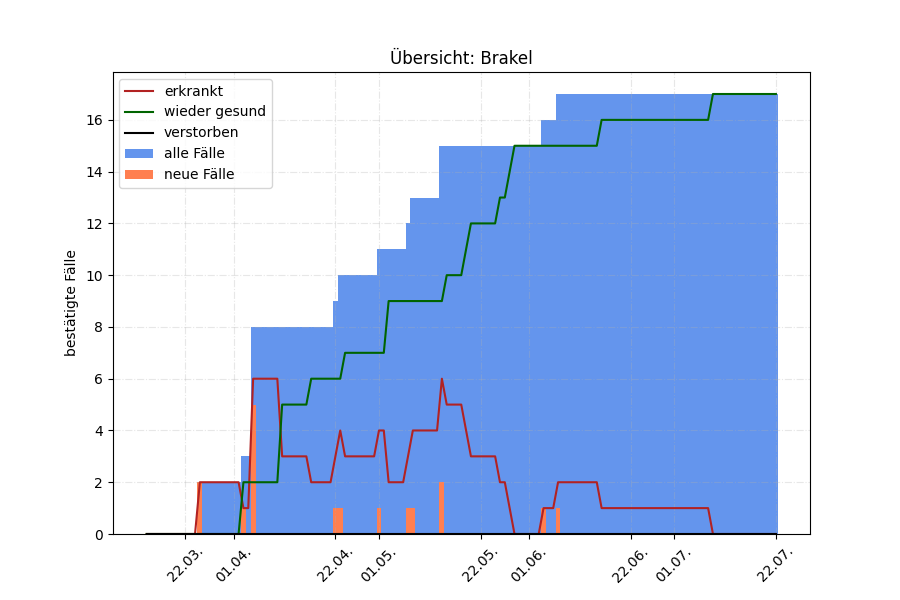 Übersicht: Brakel
erkrankt
wieder gesund
verstorben
alle Fälle
neue Fälle
bestätigte Fälle
16
14
12
10
8
6
4
2
0
22.03.
01.04.
22.04.
01.05.
22.05.
01.06.
22.06.
01.07.
22.07.